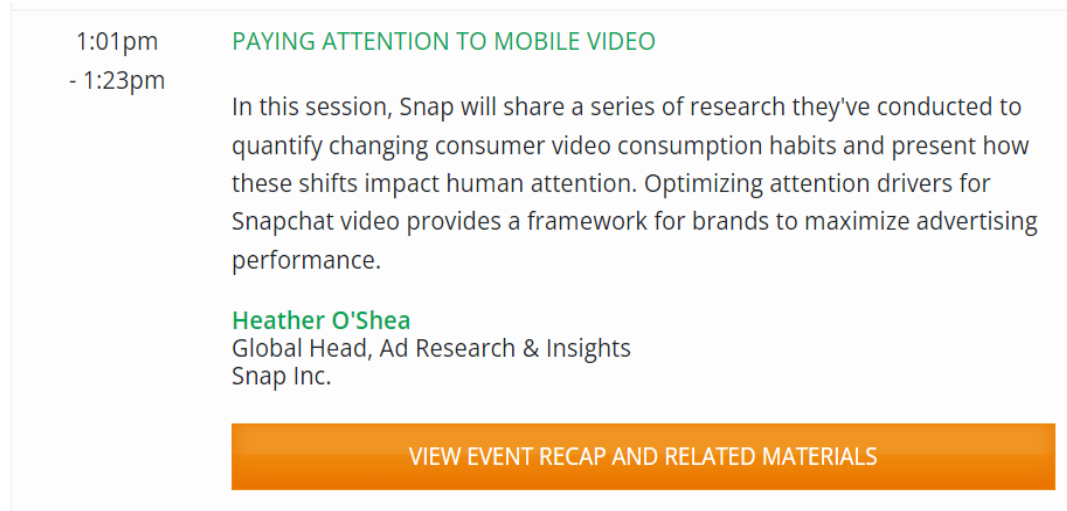 1:01pm
- 1:23pm
PAYING ATTENTION TO MOBILE VIDEO
In this session, Snap will share a series of research they've conducted to
quantify changing consumer video consumption habits and present how
these shifts impact human attention. Optimizing attention drivers for
Snapchat video provides a framework for brands to maximize advertising
performance.
Heather O'Shea
Global Head, Ad Research & Insights
Snap Inc.
VIEW EVENT RECAP AND RELATED MATERIALS